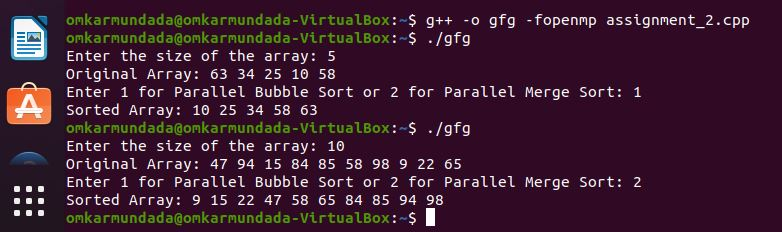 omkarmundada@omkarmundada-VirtualBox:~$ g++ -o gfg -fopenmp assignment_2.cpp
omkarmundada@omkarmundada-VirtualBox:~$ ./gfg
Enter the size of the array: 5
Original Array: 63 34 25 10 58
Enter 1 for Parallel Bubble Sort or 2 for Parallel Merge Sort: 1
Sorted Array: 10 25 34 58 63
omkarmundada@omkarmundada-VirtualBox:~$ ./gfg
Enter the size of the array: 10
Original Array: 47 94 15 84 85 58 98 9 22 65
Enter 1 for Parallel Bubble Sort or 2 for Parallel Merge Sort: 2
Sorted Array: 9 15 22 47 58 65 84 85 94 98
omkarmundada@omkarmundada-VirtualBox:~$